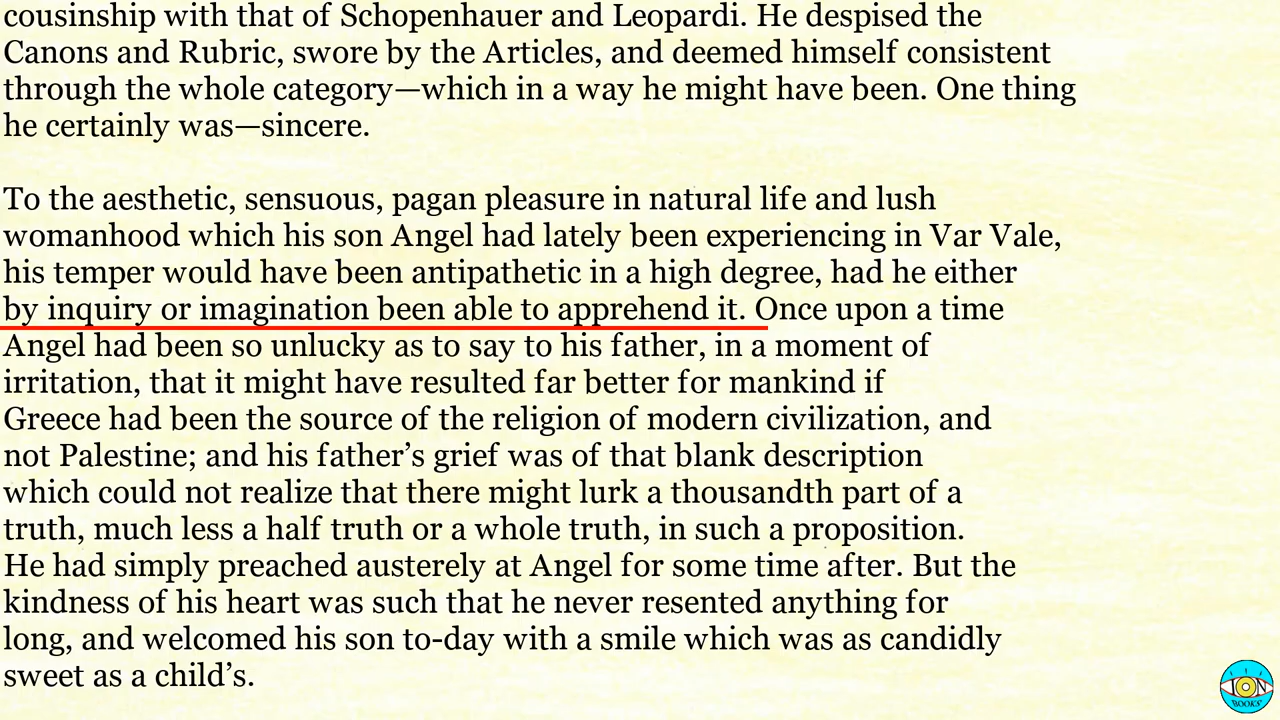 cousinship with that of Schopenhauer and Leopardi. He despised the
Canons and Rubric, swore by the Articles, and deemed himself consistent
through the whole category—which in a way he might have been. One thing
he certainly was—sincere.
To the aesthetic, sensuous, pagan pleasure in natural life and lush
womanhood which his son Angel had lately been experiencing in Var Vale,
his temper would have been antipathetic in a high degree, had he either
by inquiry or imagination been able to apprehend it. Once upon a time
Angel had been so unlucky as to say to his father, in a moment of
irritation, that it might have resulted far better for mankind if
Greece had been the source of the religion of modern civilization, and
not Palestine; and his father’s grief was of that blank description
which could not realize that there might lurk a thousandth part of a
truth, much less a half truth or a whole truth, in such a proposition.
He had simply preached austerely at Angel for some time after. But the
kindness of his heart was such that he never resented anything for
long, and welcomed his son to-day with a smile which was as candidly
sweet as a child’s.
ION
BOOKS